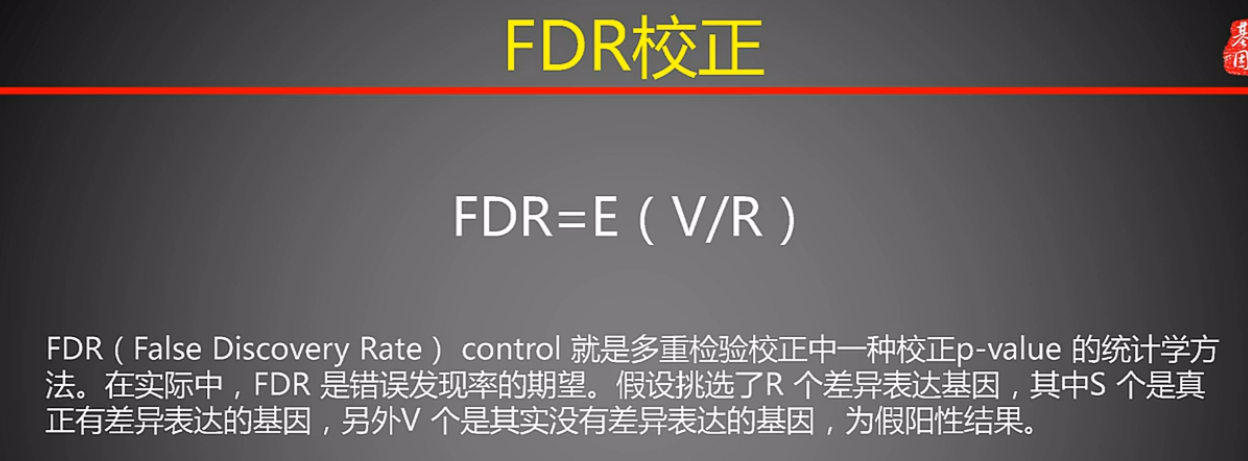 FDR校正
基因
FDR=E（V/R）
FDR（False Discovery Rate） control 就是多重检验校正中一种校正p-value 的统计学方
法。在实际中，FDR 是错误发现率的期望。假设挑选了R 个差异表达基因，其中S 个是真
正有差异表达的基因，另外V 个是其实没有差异表达的基因，为假阳性结果。